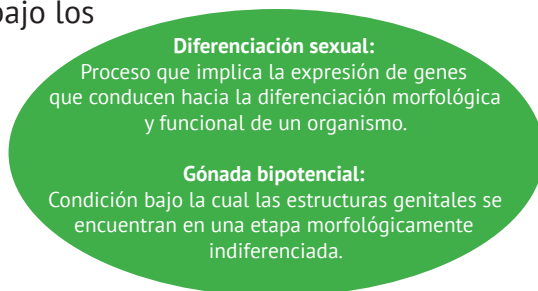 bajo los
Diferenciación sexual:
Proceso que implica la expresión de genes
que conducen hacia la diferenciación morfológica
y funcional de un organismo.
Gónada bipotencial:
Condición bajo la cual las estructuras genitales se
encuentran en una etapa morfológicamente
indiferenciada.